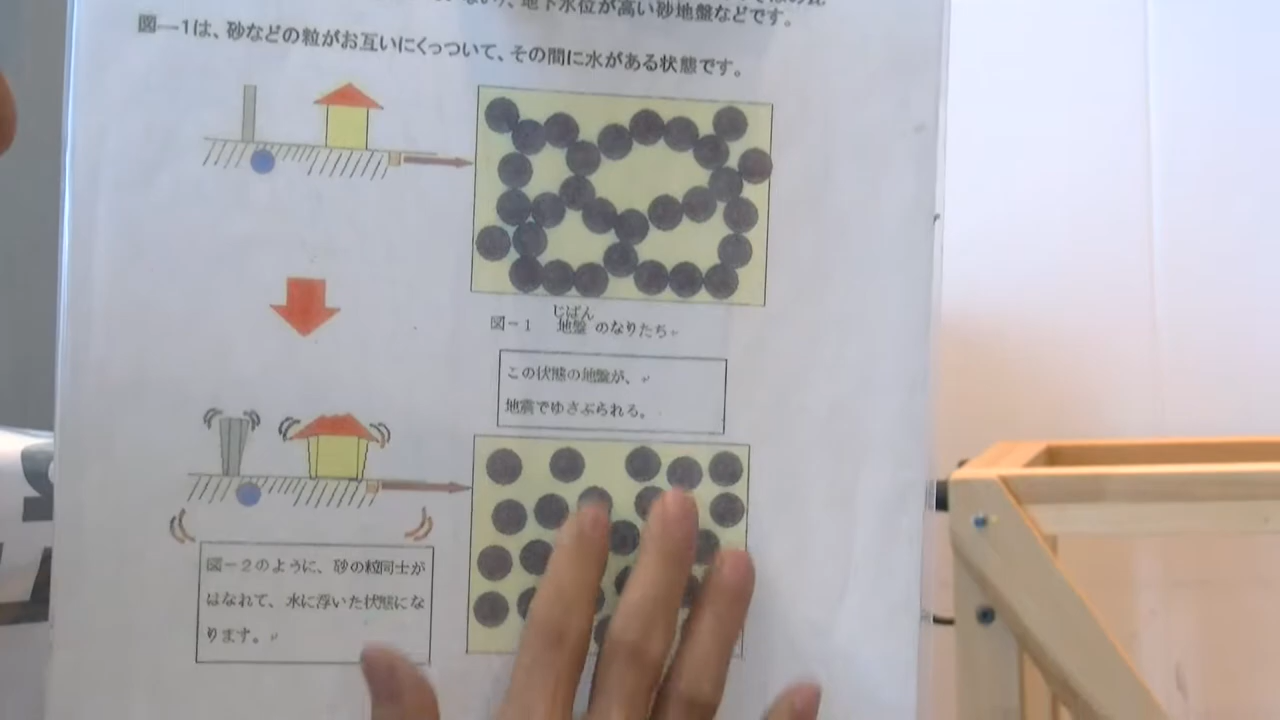 地下水位が高い砂地盤などです。
図―1は、砂などの粒がお互いにくっついて、その間に水がある状態です。
じばん
図－1 地盤のなりたち
この状態の地盤が、
地震でゆさぶられる。
図－2のように、砂の粒同士が
はなれて、水に浮いた状態にな
ります。